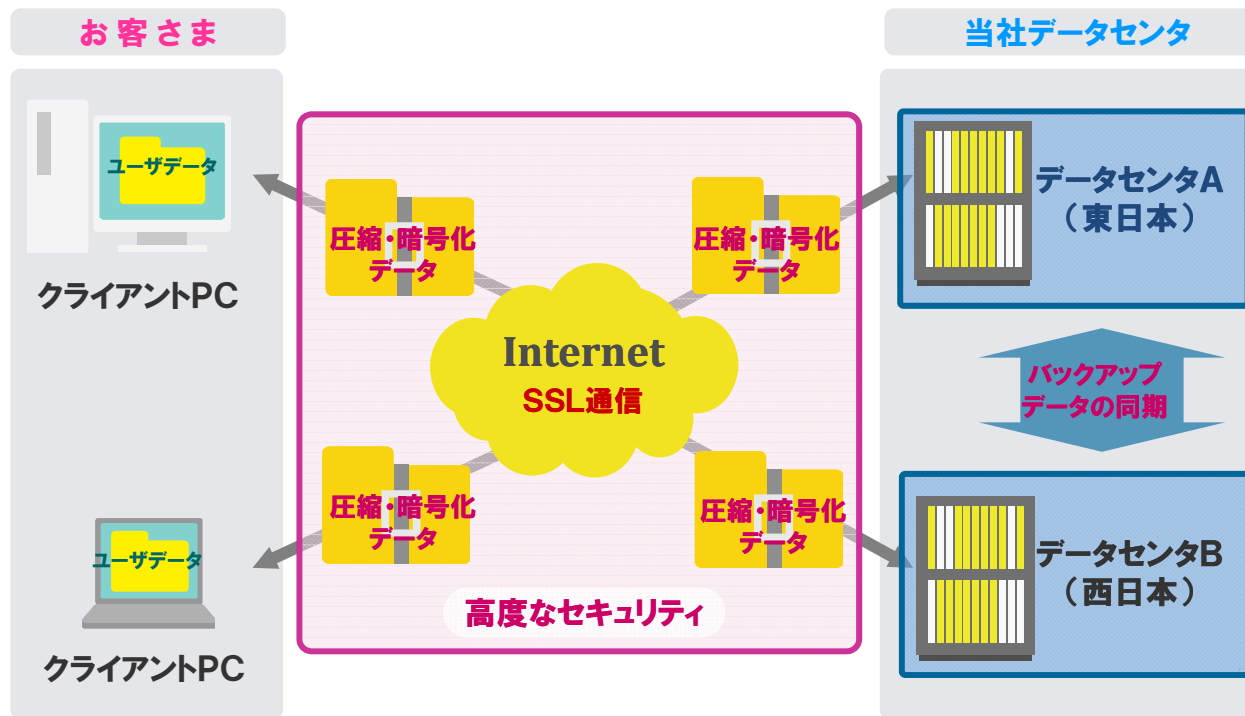 お客さま
当社データセンタ
ユーザデータ
クライアントPC
圧縮・暗号化
データ
圧縮・暗号化
データ
データセンタA
（東日本）
Internet
SSL通信
バックアップ
データの同期
ユーザデータ
クライアントPC
圧縮・暗号化
データ
圧縮・暗号化
データ
高度なセキュリティ
データセンタB
（西日本）